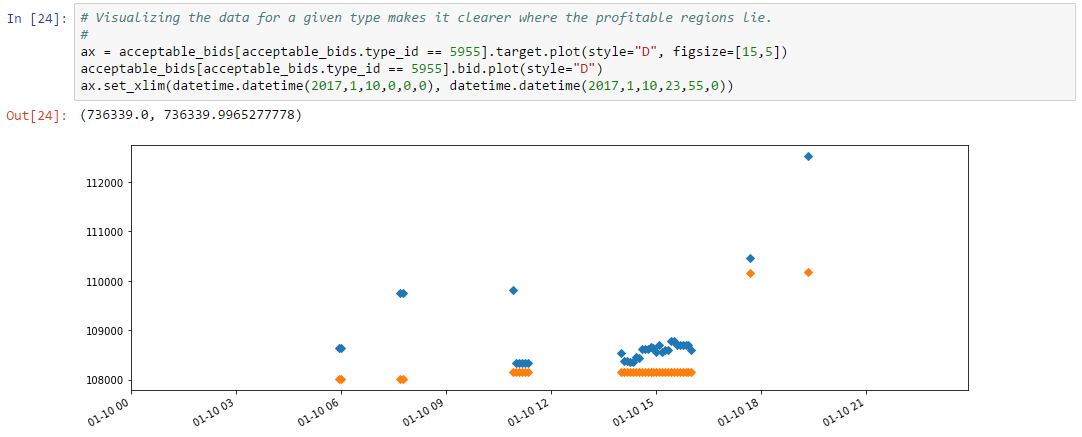 In [24]: # Visualizing the data for a given type makes it clearer where the profitable regions lie.
#
ax = acceptable_bids[acceptable_bids.type_id == 5955].target.plot(style="D", figsize=[15,5])
acceptable_bids[acceptable_bids.type_id == 5955].bid.plot(style="D")
ax.set_xlim(datetime.datetime(2017,1,10,0,0,0), datetime.datetime(2017,1,10,23,55,0))
Out[24]: (736339.0, 736339.9965277778)
112000
111000
110000
109000
108000
01-10 00 01-10 03 01-10 06 01-10 09 01-10 12 01-10 15 01-10 18 01-10 21